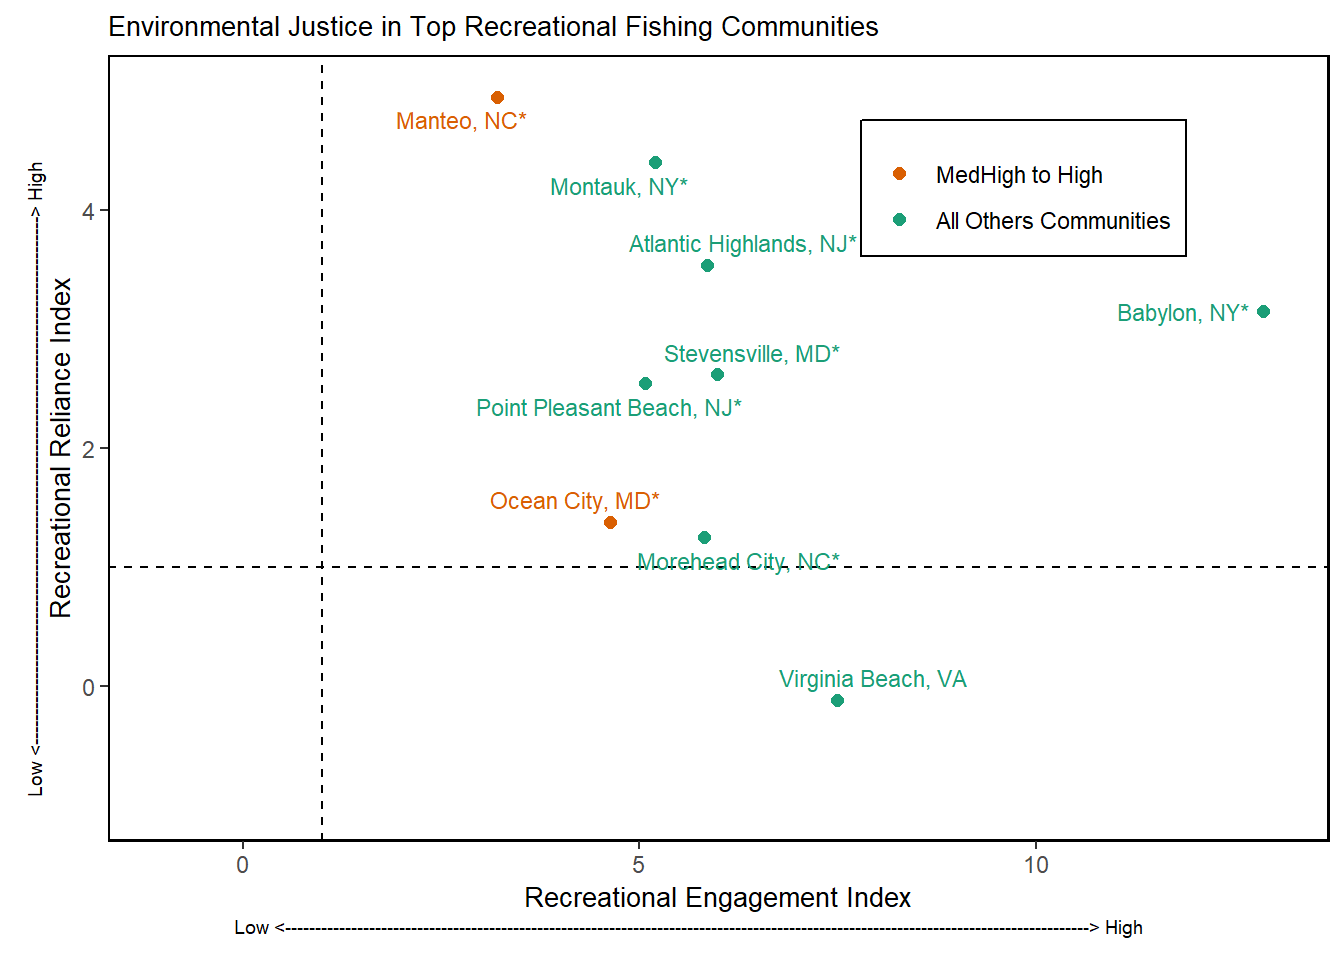 Environmental Justice in Top Recreational Fishing Communities
Manteo, NC*
Montauk, NY*
MedHigh to High
All Others Communities
Atlantic Highlands, NJ*
Babylon, NY*
Stevensville, MD*
Point Pleasant Beach, NJ*
Ocean City, MD*
Morehead City, NC*
Virginia Beach, VA
4
2
0
Recreational Reliance Index
Low <---------------------------------------------------------------------------------------> High
0
5
10
Recreational Engagement Index
Low <--------------------------------------------------------------------------------------------------------------------------------------> High